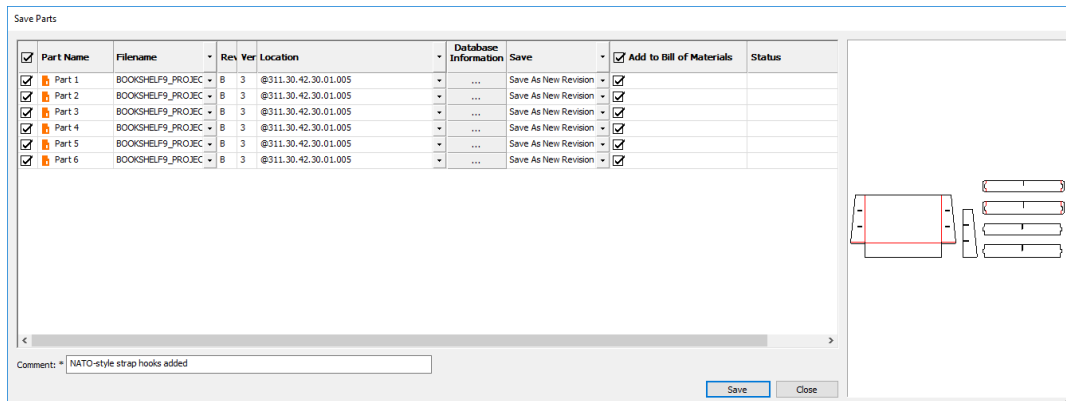 Save Parts
Database
Part Name Filename Rev Ver Location Information Save Add to Bill of Materials Status
Part 1 BOOKSHELF9_PROJEC B 3 @311.30.42.30.01.005 ... Save As New Revision
Part 2 BOOKSHELF9_PROJEC B 3 @311.30.42.30.01.005 ... Save As New Revision
Part 3 BOOKSHELF9_PROJEC B 3 @311.30.42.30.01.005 ... Save As New Revision
Part 4 BOOKSHELF9_PROJEC B 3 @311.30.42.30.01.005 ... Save As New Revision
Part 5 BOOKSHELF9_PROJEC B 3 @311.30.42.30.01.005 ... Save As New Revision
Part 6 BOOKSHELF9_PROJEC B 3 @311.30.42.30.01.005 ... Save As New Revision
Comment: * NATO-style strap hooks added
Save Close